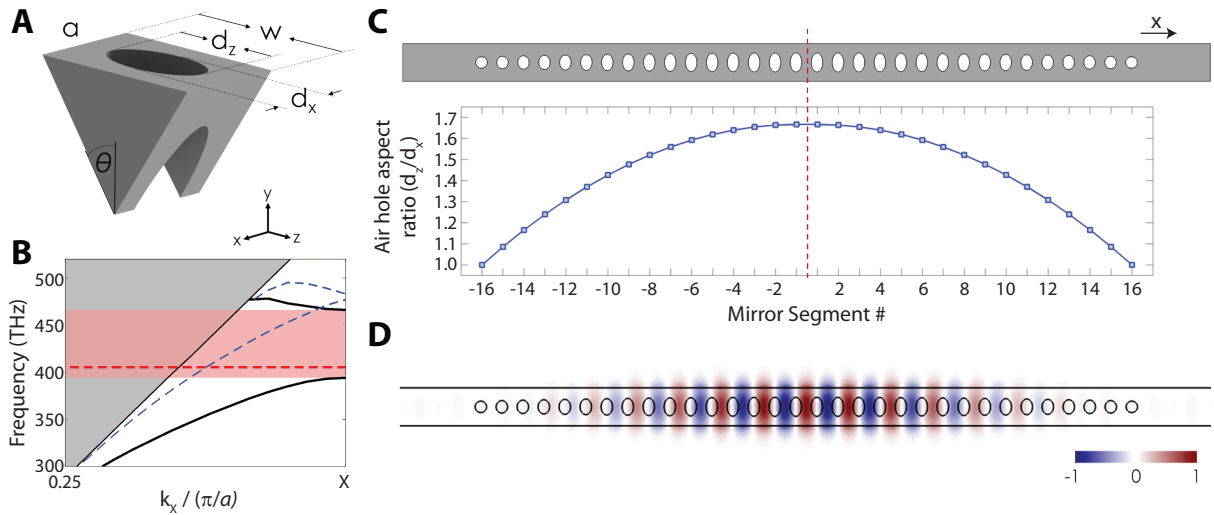 A
a
w
d_z
d_x
θ
y
x
z
B
Frequency (THz)
500
450
400
350
300
0.25
X
k_x / (π/a)
C
x
Air hole aspect
ratio (d_z/d_x)
1.7
1.6
1.5
1.4
1.3
1.2
1.1
1.0
-16 -14 -12 -10 -8 -6 -4 -2 2 4 6 8 10 12 14 16
Mirror Segment #
D
-1 0 1